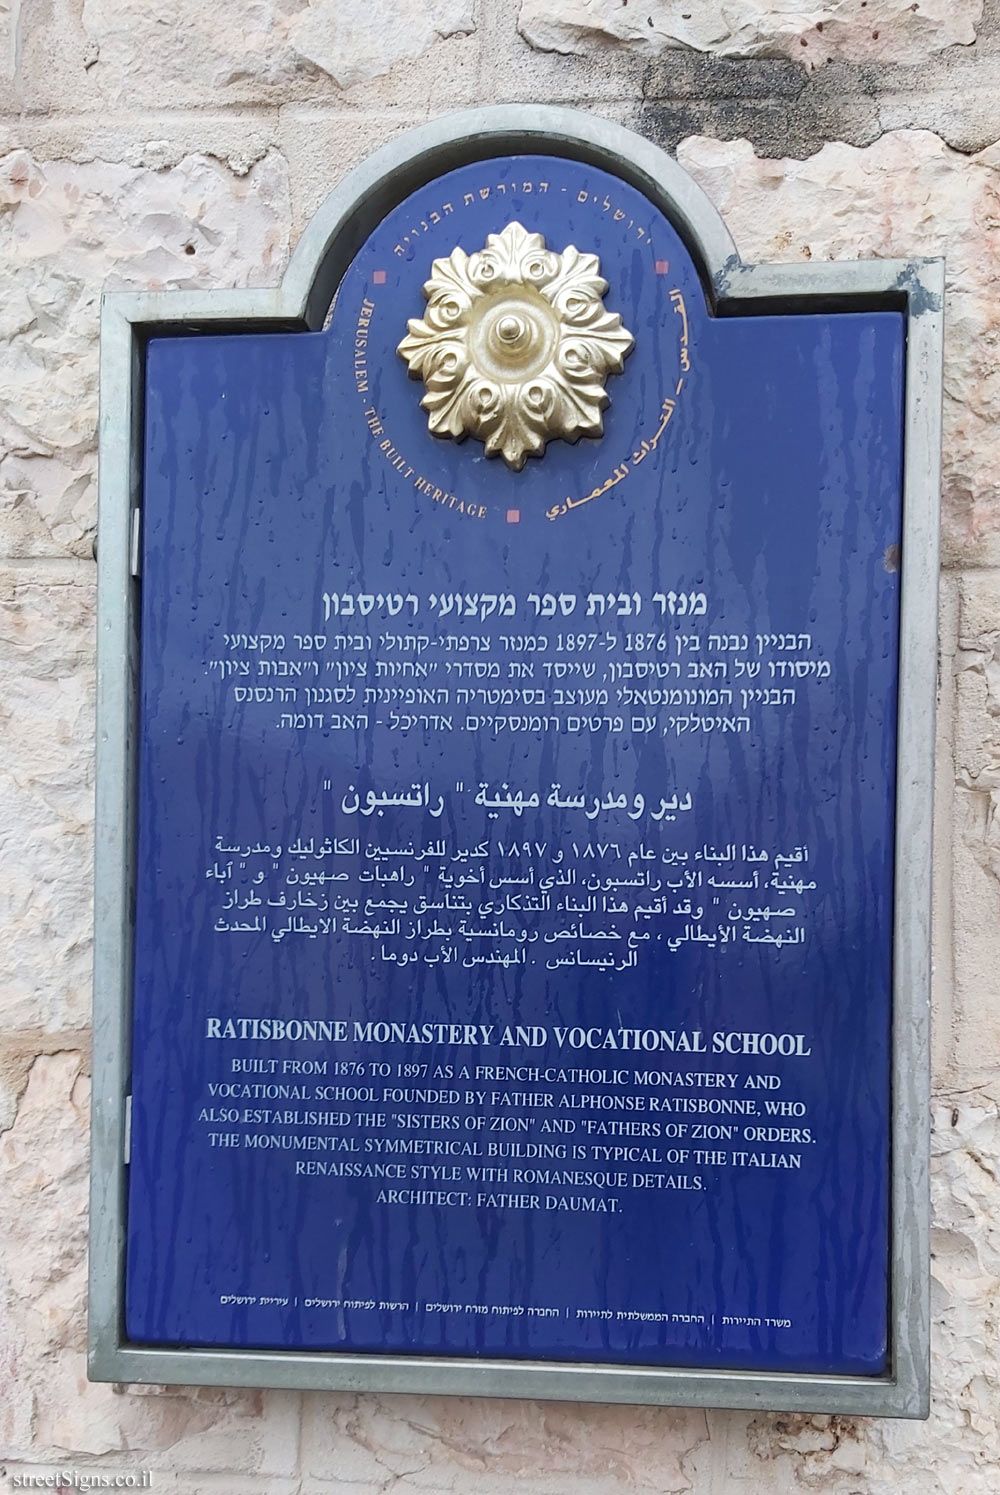 ירושלים - המורשת הבנויה
JERUSALEM - THE BUILT HERITAGE
القدس - التراث المعماري
מנזר ובית ספר מקצועי רטיסבון
הבניין נבנה בין 1876 ל-1897 כמנזר צרפתי-קתולי ובית ספר מקצועי
מיסודו של האב רטיסבון, שייסד את מסדרי "אחיות ציון" ו"אבות ציון".
הבניין המונומנטאלי מעוצב בסימטריה האופיינית לסגנון הרנסנס
האיטלקי, עם פרטים רומנסקיים. אדריכל - האב דומה.
دير ومدرسة مهنية " راتسبون "
أقيم هذا البناء بين عام ١٨٧٦ و ١٨٩٧ كدير للفرنسيين الكاثوليك ومدرسة
مهنية، أسسه الأب راتسبون، الذي أسس أخوية " راهبات صهيون " و " آباء
صهيون " وقد أقيم هذا البناء التذكاري بتناسق يجمع بين زخارف طراز
النهضة الأيطالي ، مع خصائص رومانسية بطراز النهضة الايطالي المحدث
الرنيسانس . المهندس الأب دوما .
RATISBONNE MONASTERY AND VOCATIONAL SCHOOL
BUILT FROM 1876 TO 1897 AS A FRENCH-CATHOLIC MONASTERY AND
VOCATIONAL SCHOOL FOUNDED BY FATHER ALPHONSE RATISBONNE, WHO
ALSO ESTABLISHED THE "SISTERS OF ZION" AND "FATHERS OF ZION" ORDERS.
THE MONUMENTAL SYMMETRICAL BUILDING IS TYPICAL OF THE ITALIAN
RENAISSANCE STYLE WITH ROMANESQUE DETAILS.
ARCHITECT: FATHER DAUMAT.
משרד התיירות | החברה הממשלתית לתיירות | החברה לפיתוח מזרח ירושלים | הרשות לפיתוח ירושלים | עיריית ירושלים
streetSigns.co.il